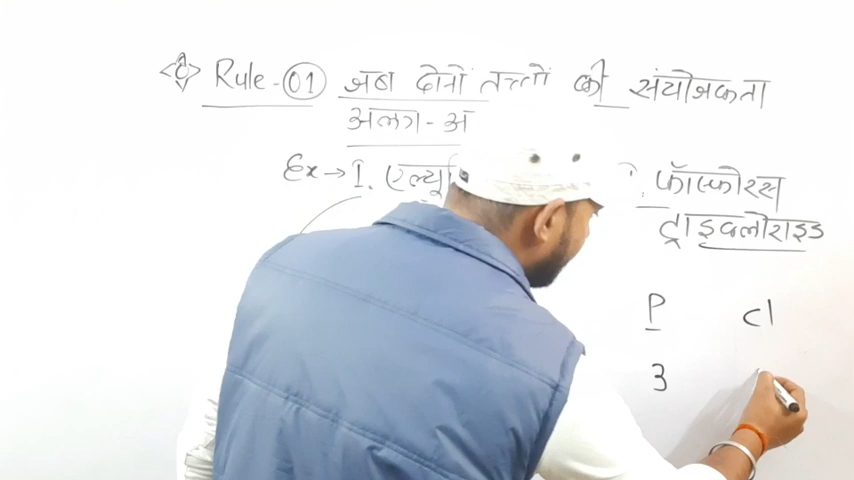 Rule - 01 जब दोनों तत्त्वों की संयोजकता
अलग - अ
Ex → I. एल्यु फॉस्फोरस
ट्राइक्लोराइड
P cl
3